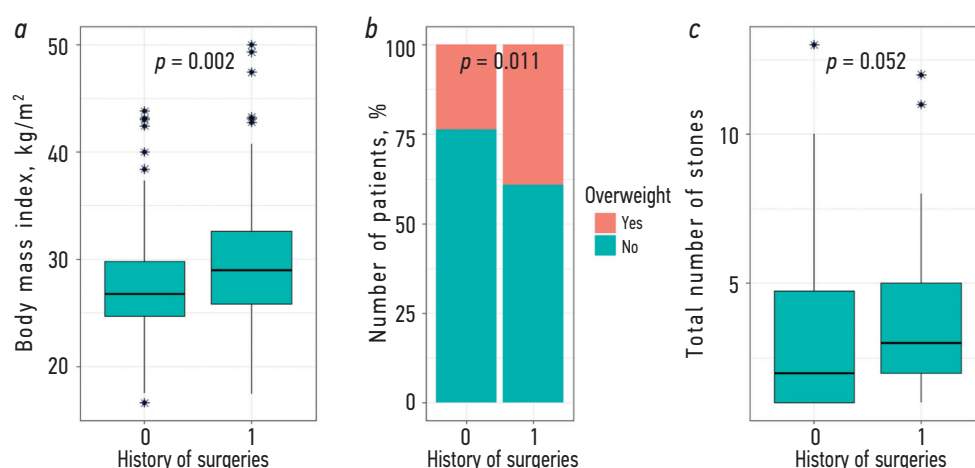 a
Body mass index, kg/m²
50
40
30
20
p = 0.002
0 1
History of surgeries
b
Number of patients, %
100
75
50
25
0
p = 0.011
0 1
History of surgeries
Overweight
Yes
No
c
Total number of stones
10
5
p = 0.052
0 1
History of surgeries